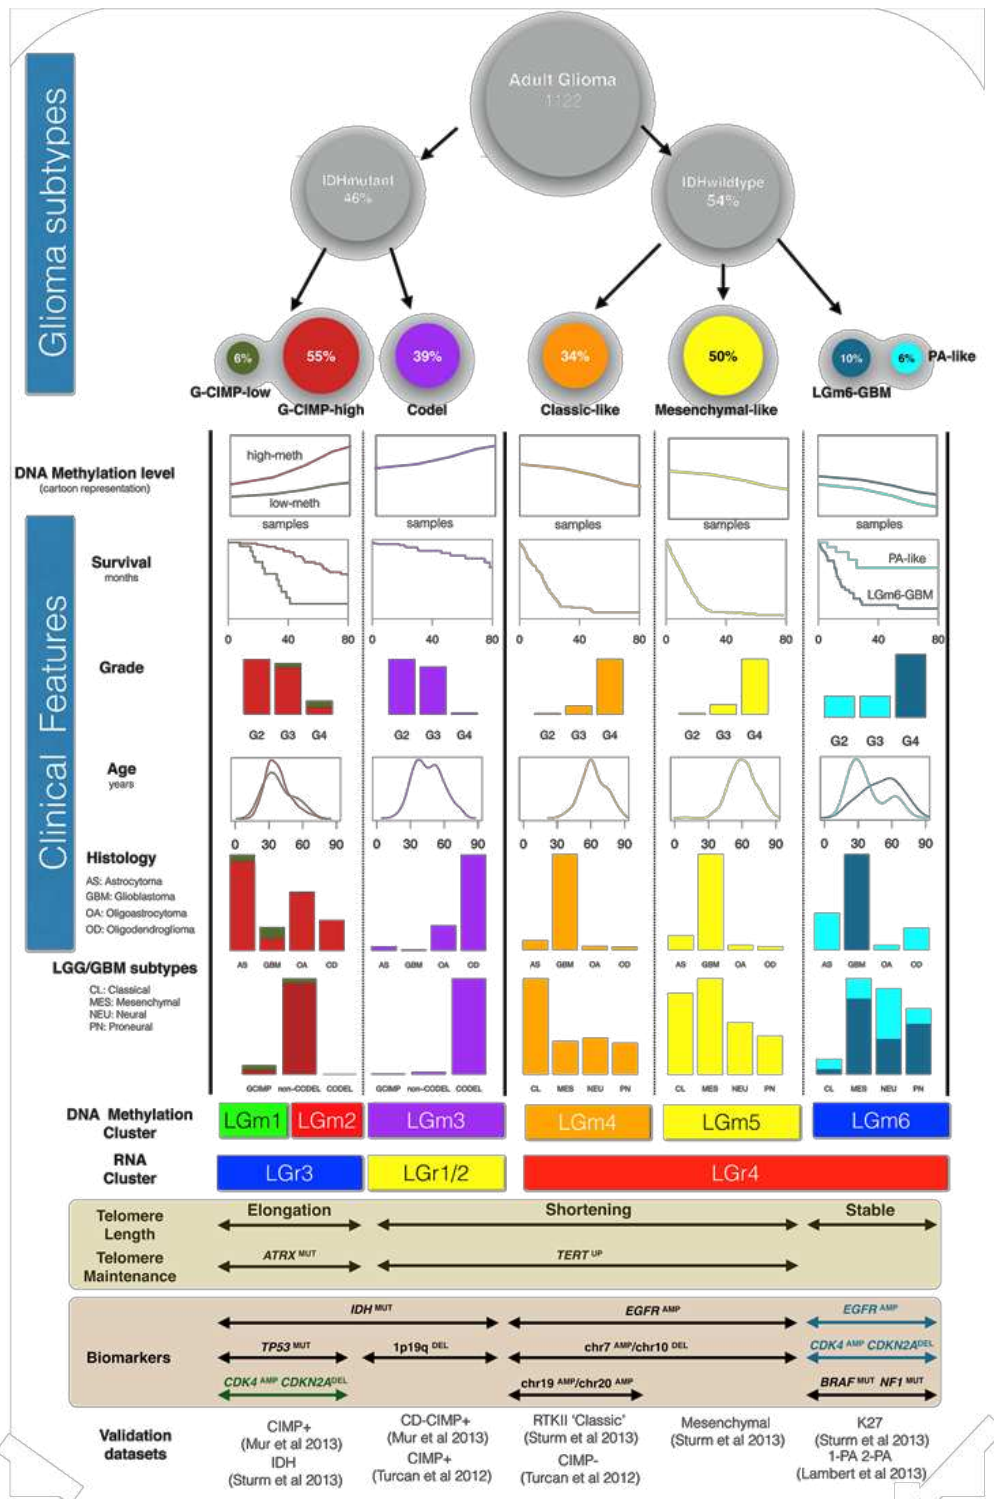 Glioma subtypes
Adult Glioma
1122
IDHmutant
46%
IDHwildtype
54%
6%
55%
39%
34%
50%
10%
6%
PA-like
G-CIMP-low
G-CIMP-high
Codel
Classic-like
Mesenchymal-like
LGm6-GBM
DNA Methylation level
(cartoon representation)
high-meth
low-meth
samples
samples
samples
samples
samples
Clinical Features
Survival
months
PA-like
LGm6-GBM
0 40 80
0 40 80
0 40 80
0 40 80
0 40 80
Grade
G2 G3 G4
G2 G3 G4
G2 G3 G4
G2 G3 G4
G2 G3 G4
Age
years
0 30 60 90
0 30 60 90
0 30 60 90
0 30 60 90
0 30 60 90
Histology
AS: Astrocytoma
GBM: Glioblastoma
OA: Oligoastrocytoma
OD: Oligodendroglioma
AS GBM OA OD
AS GBM OA OD
AS GBM OA OD
AS GBM OA OD
AS GBM OA OD
LGG/GBM subtypes
CL: Classical
MES: Mesenchymal
NEU: Neural
PN: Proneural
GCIMP non-CODEL CODEL
GCIMP non-CODEL CODEL
CL MES NEU PN
CL MES NEU PN
CL MES NEU PN
DNA Methylation
Cluster
LGm1 LGm2 LGm3 LGm4 LGm5 LGm6
RNA
Cluster
LGr3 LGr1/2 LGr4
Telomere
Length
Elongation Shortening Stable
Telomere
Maintenance
ATRX MUT TERT UP
Biomarkers
IDH MUT EGFR AMP EGFR AMP
TP53 MUT 1p19q DEL chr7 AMP/chr10 DEL CDK4 AMP CDKN2A DEL
CDK4 AMP CDKN2A DEL chr19 AMP/chr20 AMP BRAF MUT NF1 MUT
Validation
datasets
CIMP+
(Mur et al 2013)
IDH
(Sturm et al 2013)
CD-CIMP+
(Mur et al 2013)
CIMP+
(Turcan et al 2012)
RTKII 'Classic'
(Sturm et al 2013)
CIMP-
(Turcan et al 2012)
Mesenchymal
(Sturm et al 2013)
K27
(Sturm et al 2013)
1-PA 2-PA
(Lambert et al 2013)